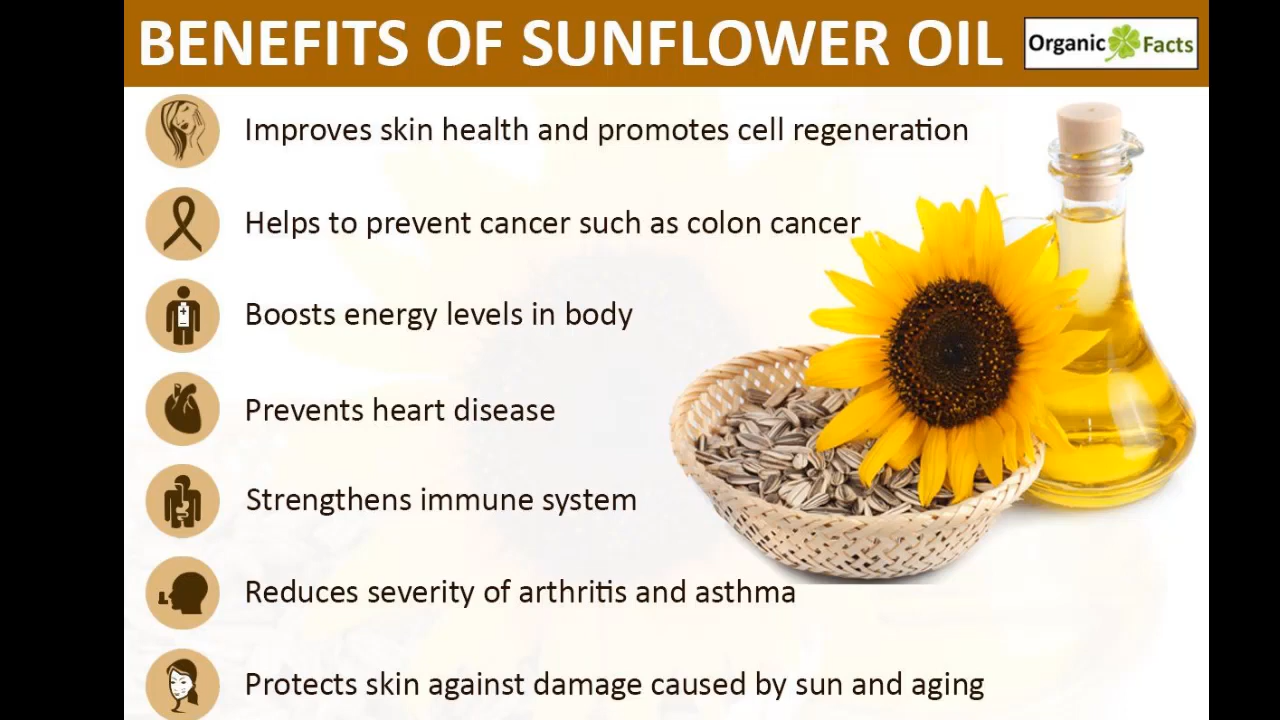 BENEFITS OF SUNFLOWER OIL
Organic Facts
Improves skin health and promotes cell regeneration
Helps to prevent cancer such as colon cancer
Boosts energy levels in body
Prevents heart disease
Strengthens immune system
Reduces severity of arthritis and asthma
Protects skin against damage caused by sun and aging